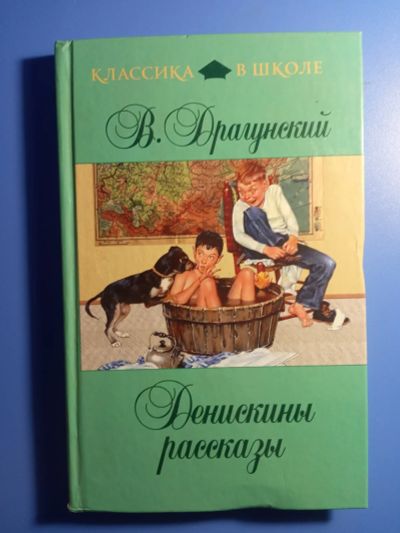 КЛАССИКА В ШКОЛЕ
В. Драгунский
Денискины
рассказы